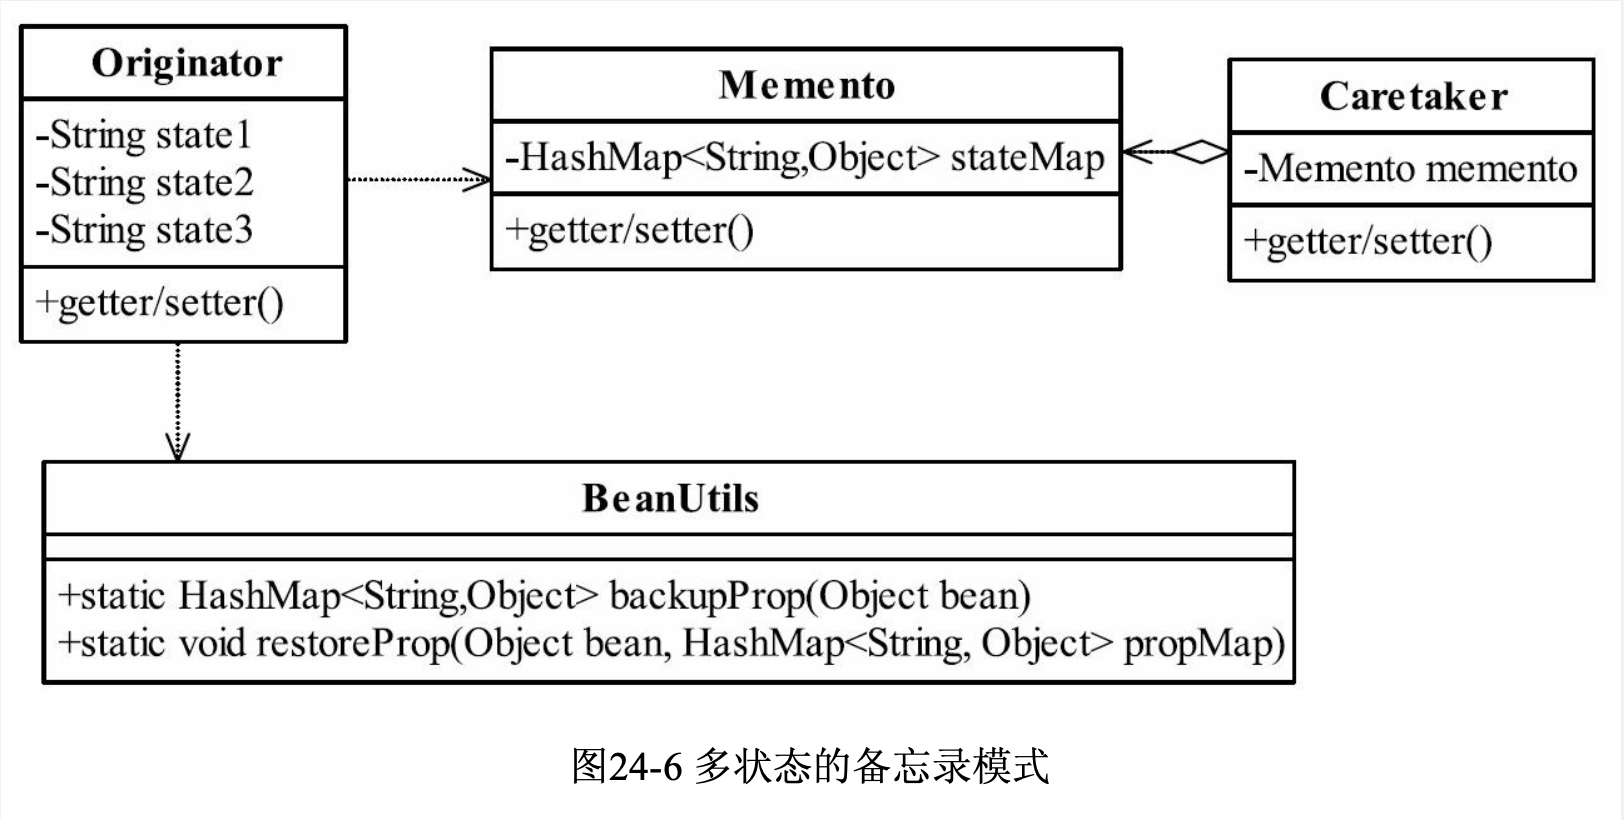 Originator
-String state1
-String state2
-String state3
+getter/setter()
Memento
-HashMap<String,Object> stateMap
+getter/setter()
Caretaker
-Memento memento
+getter/setter()
BeanUtils
+static HashMap<String,Object> backupProp(Object bean)
+static void restoreProp(Object bean, HashMap<String, Object> propMap)
图24-6 多状态的备忘录模式